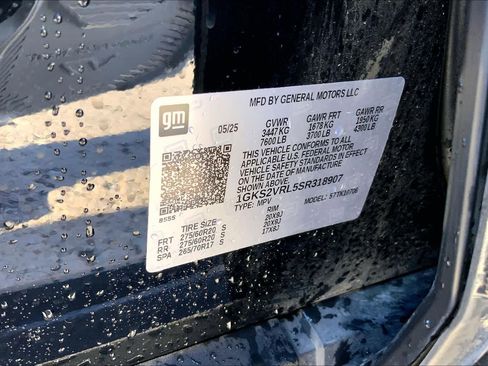 gm
MFD BY GENERAL MOTORS LLC
05/25 GVWR GAWR FRT GAWR RR
3447 KG 1678 KG 1950 KG
7600 LB 3700 LB 4300 LB
THIS VEHICLE CONFORMS TO ALL
APPLICABLE U.S. FEDERAL MOTOR
VEHICLE SAFETY STANDARDS IN EFFECT
ON THE DATE OF MANUFACTURE
SHOWN ABOVE.
1GKS2VRL5SR318907
TYPE: MPV MODEL:
8155
TIRE SIZE RIM
FRT 275/60R20 S 20X9J
RR 275/60R20 S 20X9J
SPA 265/70R17 S 17X8J